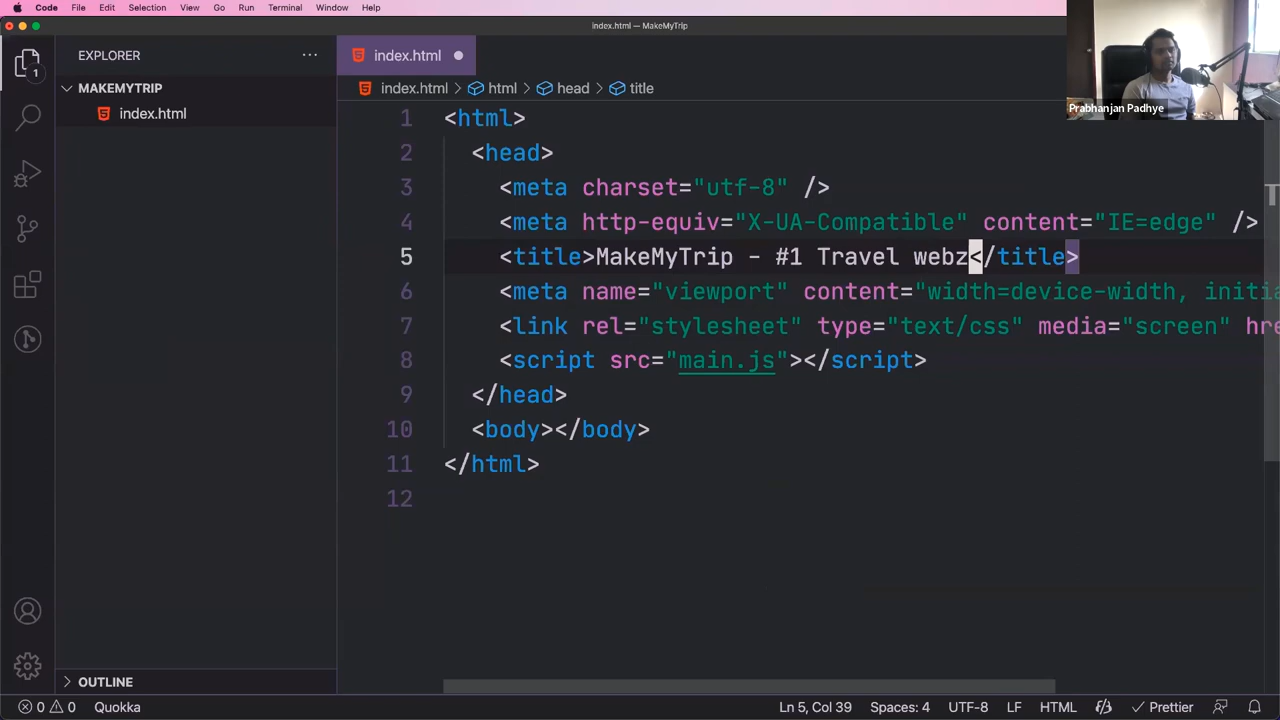 Code File Edit Selection View Go Run Terminal Window Help
index.html — MakeMyTrip
Prabhanjan Padhye
EXPLORER
index.html
1
MAKEMYTRIP
index.html
index.html html head title
1 <html>
2 <head>
3 <meta charset="utf-8" />
4 <meta http-equiv="X-UA-Compatible" content="IE=edge" />
5 <title>MakeMyTrip - #1 Travel webz</title>
6 <meta name="viewport" content="width=device-width, initia
7 <link rel="stylesheet" type="text/css" media="screen" hre
8 <script src="main.js"></script>
9 </head>
10 <body></body>
11 </html>
12
OUTLINE
0 0 Quokka Ln 5, Col 39 Spaces: 4 UTF-8 LF HTML Prettier